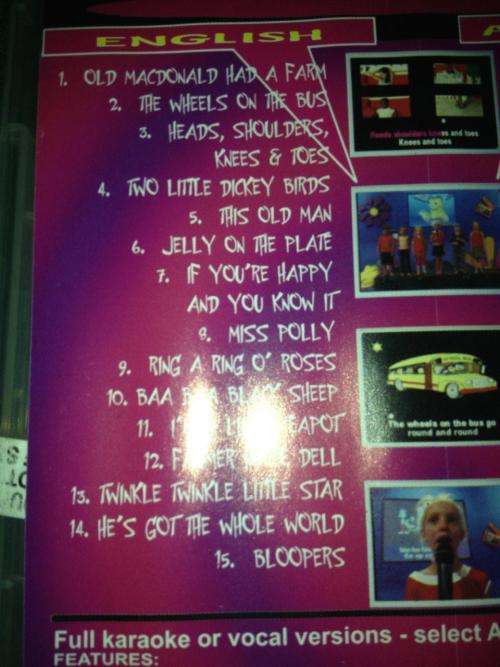 ENGLISH
1. OLD MACDONALD HAD A FARM
2. THE WHEELS ON THE BUS
3. HEADS, SHOULDERS,
KNEES & TOES
4. TWO LITTLE DICKEY BIRDS
5. THIS OLD MAN
6. JELLY ON THE PLATE
7. IF YOU'RE HAPPY
AND YOU KNOW IT
8. MISS POLLY
9. RING A RING O' ROSES
10. BAA BLACK SHEEP
11. TEAPOT
12. DELL
13. TWINKLE TWINKLE LITTLE STAR
14. HE'S GOT THE WHOLE WORLD
15. BLOOPERS
Heads shoulders knees and toes
Knees and toes
The wheels on the bus go
round and round
Full karaoke or vocal versions - select A
FEATURES: